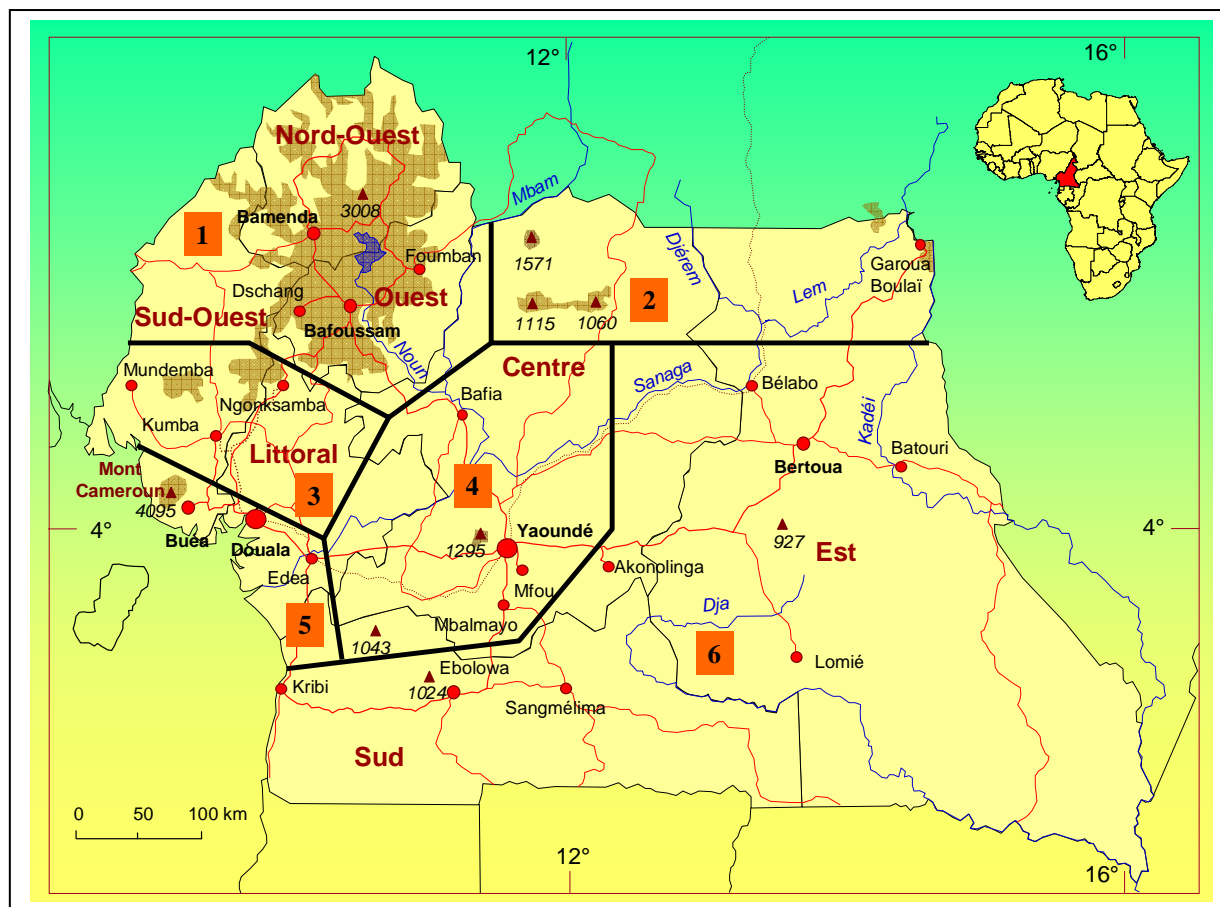 12°
16°
Nord-Ouest
Mbam
3008
Bamenda
1
Foumban
1571
Djérem
Garoua
Boulaï
Dschang
Ouest
2
Lem
Sud-Ouest
Bafoussam
1115
1060
Noun
Centre
Mundemba
Ngonksamba
Bafia
Sanaga
Bélabo
Kadéi
Kumba
Littoral
Bertoua
Batouri
Mont
Cameroun
4095
3
4
4°
Buéa
Douala
1295
Yaoundé
927
4°
Est
Edea
Mfou
Akonolinga
5
1043
Mbalmayo
Dja
6
Lomié
Ebolowa
Kribi
1024
Sangmélima
Sud
0 50 100 km
12°
16°